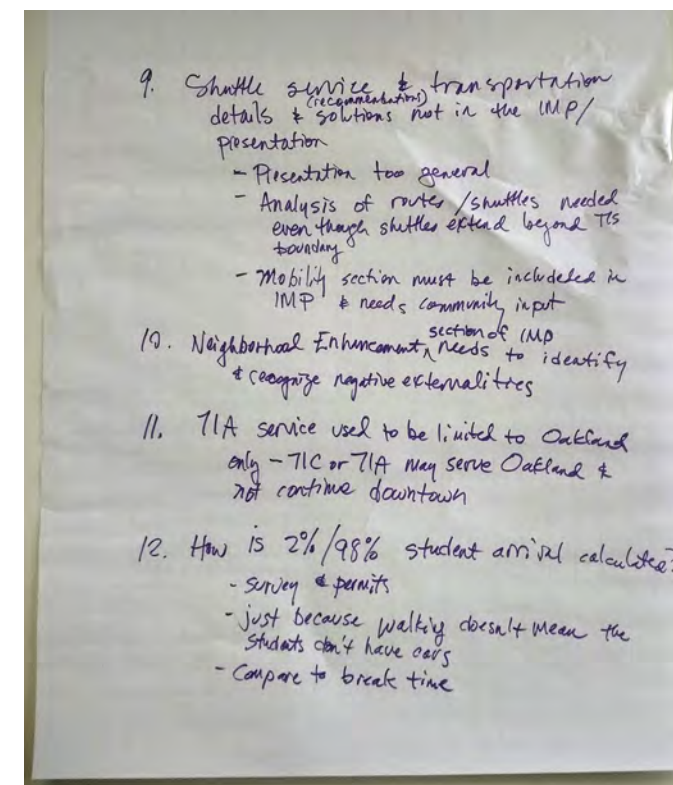 9. Shuttle service & transportation
(recommendations)
details & solutions not in the IMP/
presentation
- Presentation too general
- Analysis of routes/shuttles needed
even though shuttles extend beyond TIS
boundary
- Mobility section must be includeded in
IMP & needs community input
section of IMP
10. Neighborhood Enhancement ^ needs to identify
& recognize negative externalities
11. 71A service used to be limited to Oakland
only - 71C or 71A may serve Oakland &
not continue downtown
12. How is 2%/98% student arrival calculated?
- Survey & permits
- just because walking doesn't mean the
students don't have cars
- Compare to break time